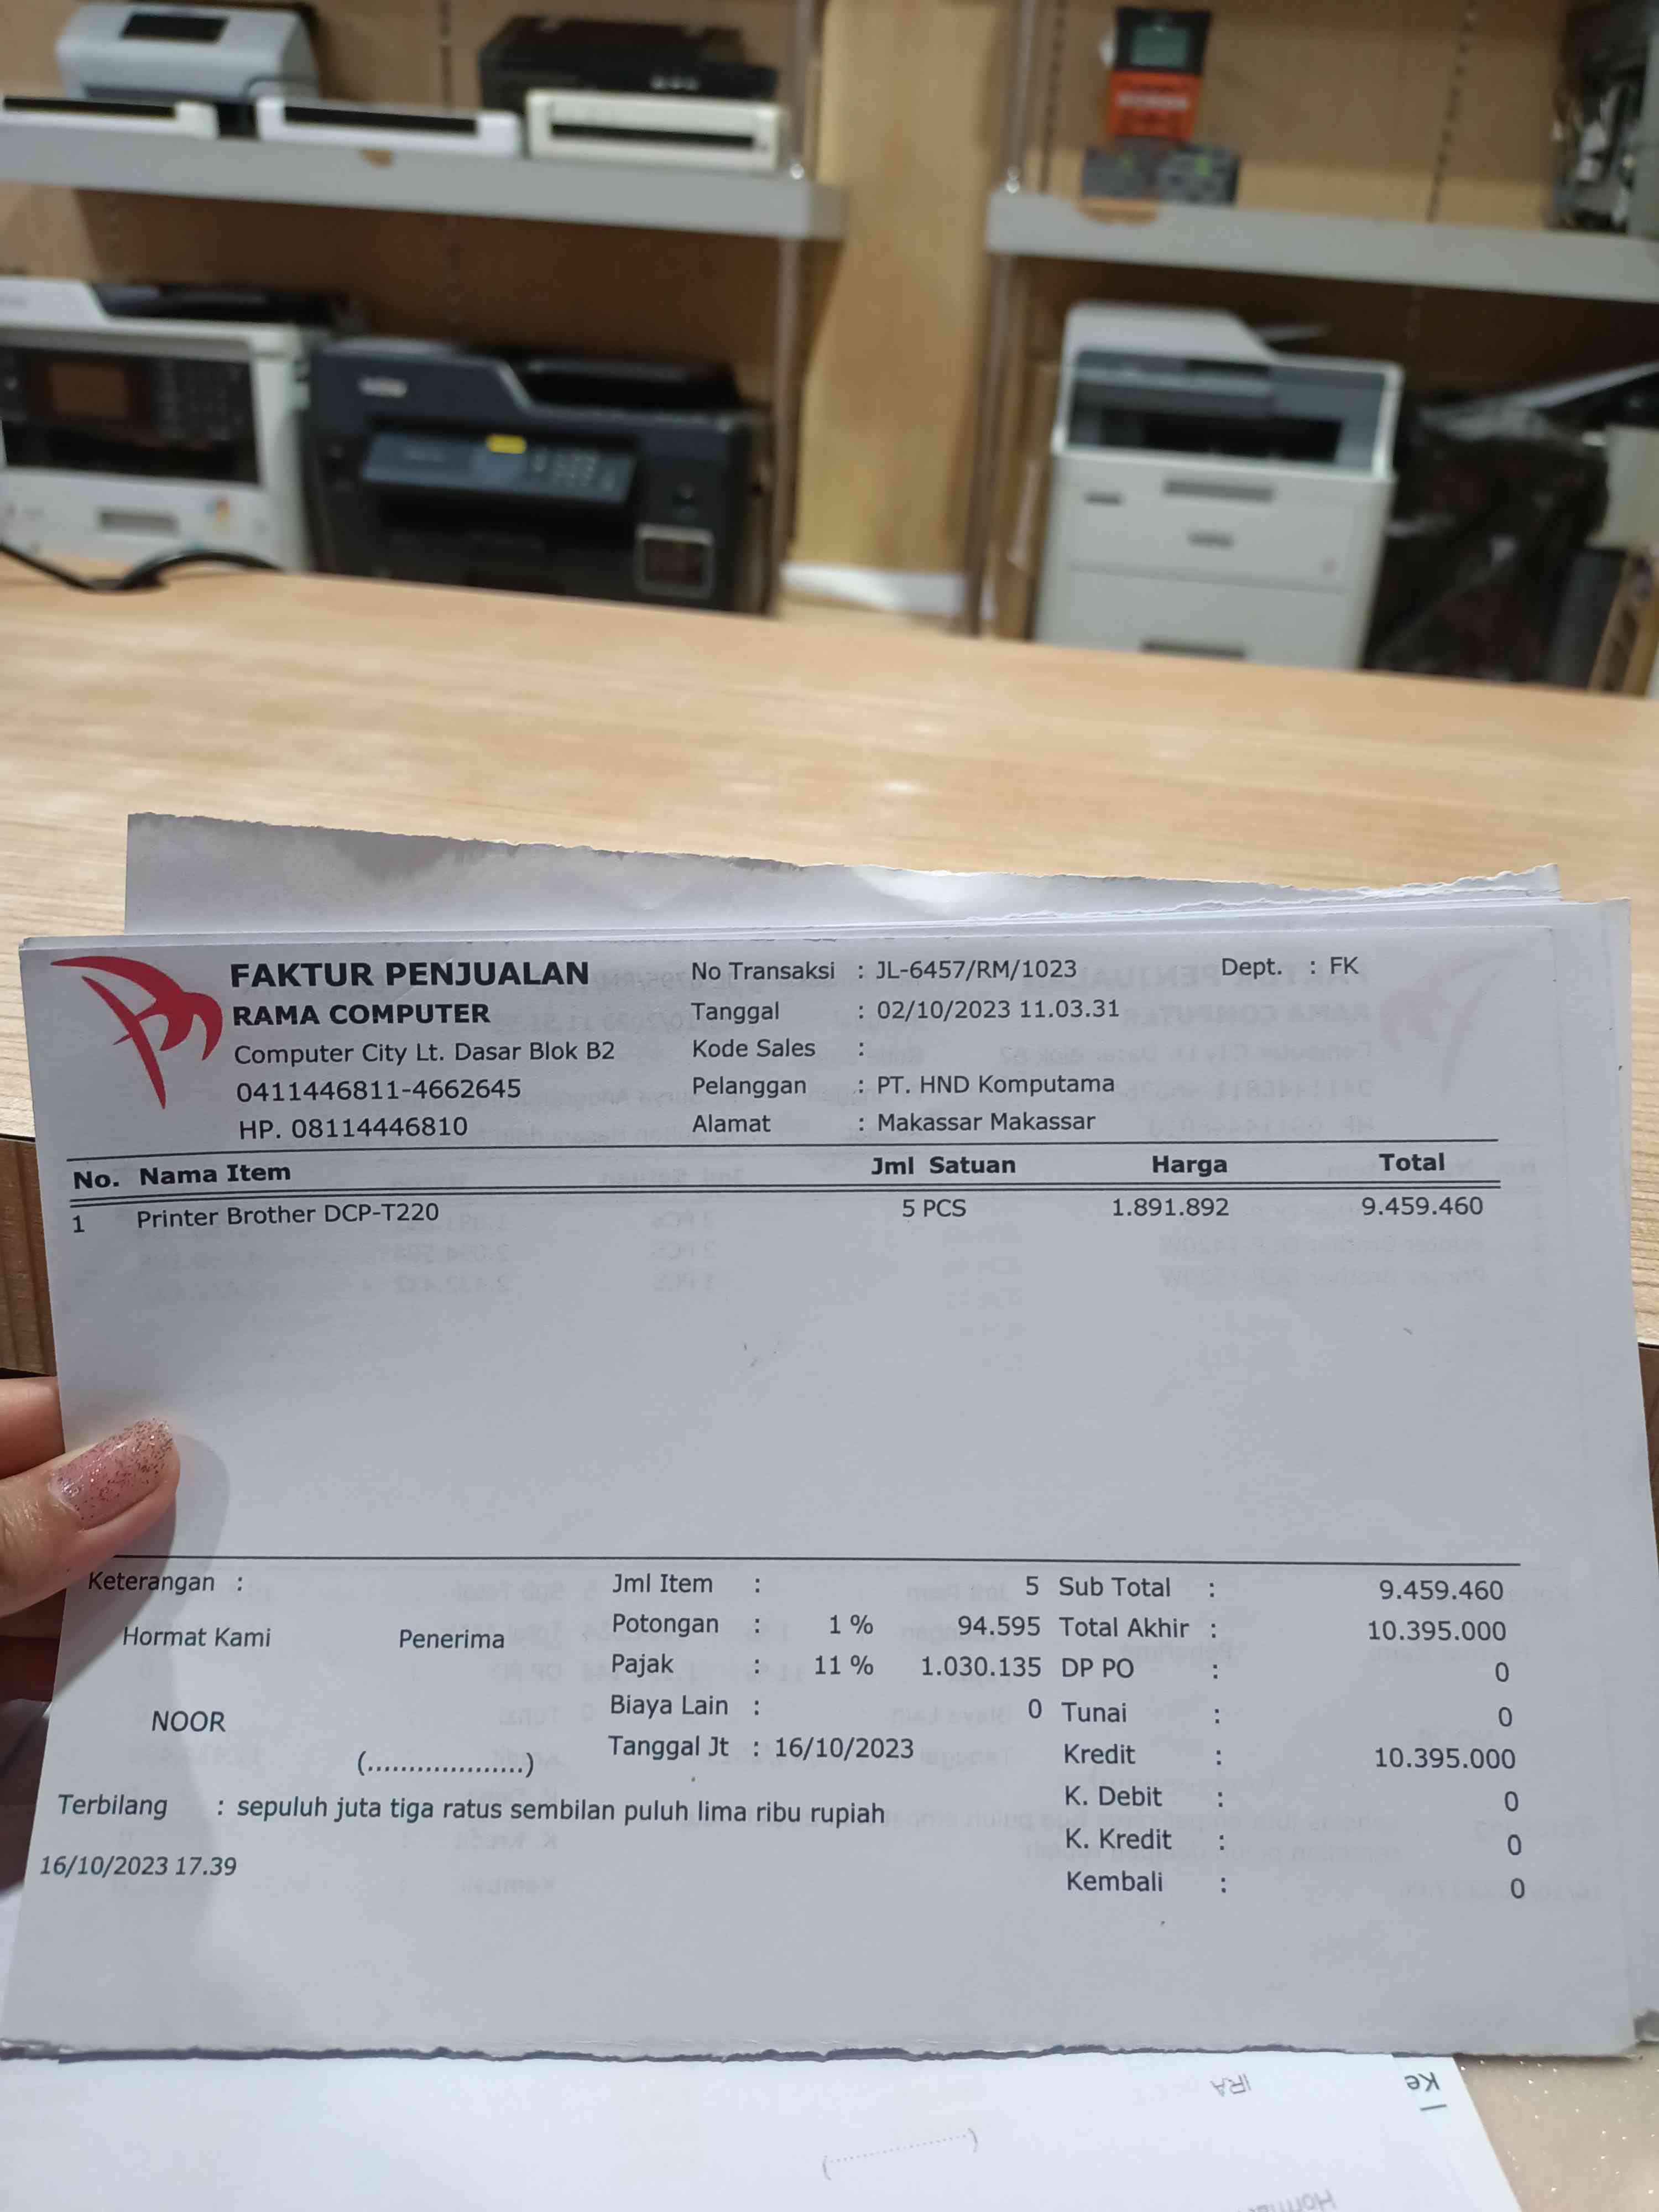 FAKTUR PENJUALAN
RAMA COMPUTER
Computer City Lt. Dasar Blok B2
0411446811-4662645
HP. 08114446810
No Transaksi : JL-6457/RM/1023
Dept. : FK
Tanggal : 02/10/2023 11.03.31
Kode Sales :
Pelanggan : PT. HND Komputama
Alamat : Makassar Makassar
No. Nama Item Jml Satuan Harga Total
1 Printer Brother DCP-T220 5 PCS 1.891.892 9.459.460
Keterangan :
Hormat Kami Penerima
NOOR
(...................)
Jml Item : 5
Potongan : 1 % 94.595
Pajak : 11 % 1.030.135
Biaya Lain : 0
Tanggal Jt : 16/10/2023
Sub Total : 9.459.460
Total Akhir : 10.395.000
DP PO : 0
Tunai : 0
Kredit : 10.395.000
K. Debit : 0
K. Kredit : 0
Kembali : 0
Terbilang : sepuluh juta tiga ratus sembilan puluh lima ribu rupiah
16/10/2023 17.39
IRA
Ke